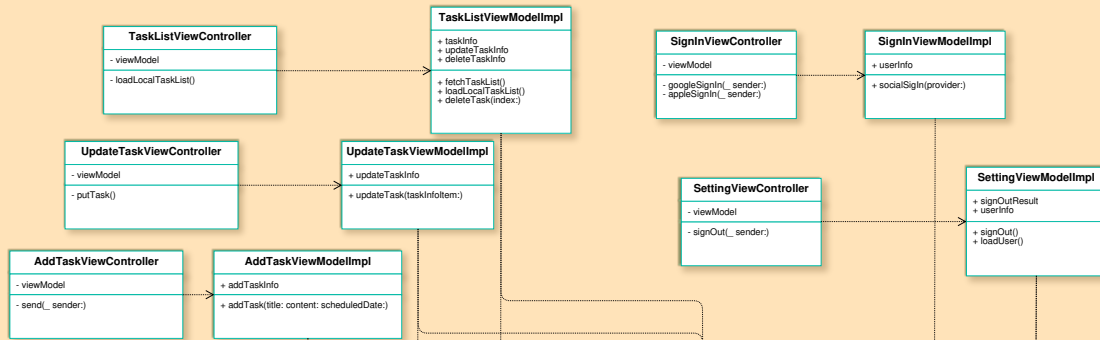 TaskListViewController
- viewModel
- loadLocalTaskList()
TaskListViewModelImpl
+ taskInfo
+ updateTaskInfo
+ deleteTaskInfo
+ fetchTaskList()
+ loadLocalTaskList()
+ deleteTask(index:)
SignInViewController
- viewModel
- googleSignIn(_ sender:)
- appleSignIn(_ sender:)
SignInViewModelImpl
+ userInfo
+ socialSigIn(provider:)
UpdateTaskViewController
- viewModel
- putTask()
UpdateTaskViewModelImpl
+ updateTaskInfo
+ updateTask(taskInfoItem:)
SettingViewController
- viewModel
- signOut(_ sender:)
SettingViewModelImpl
+ signOutResult
+ userInfo
+ signOut()
+ loadUser()
AddTaskViewController
- viewModel
- send(_ sender:)
AddTaskViewModelImpl
+ addTaskInfo
+ addTask(title: content: scheduledDate:)